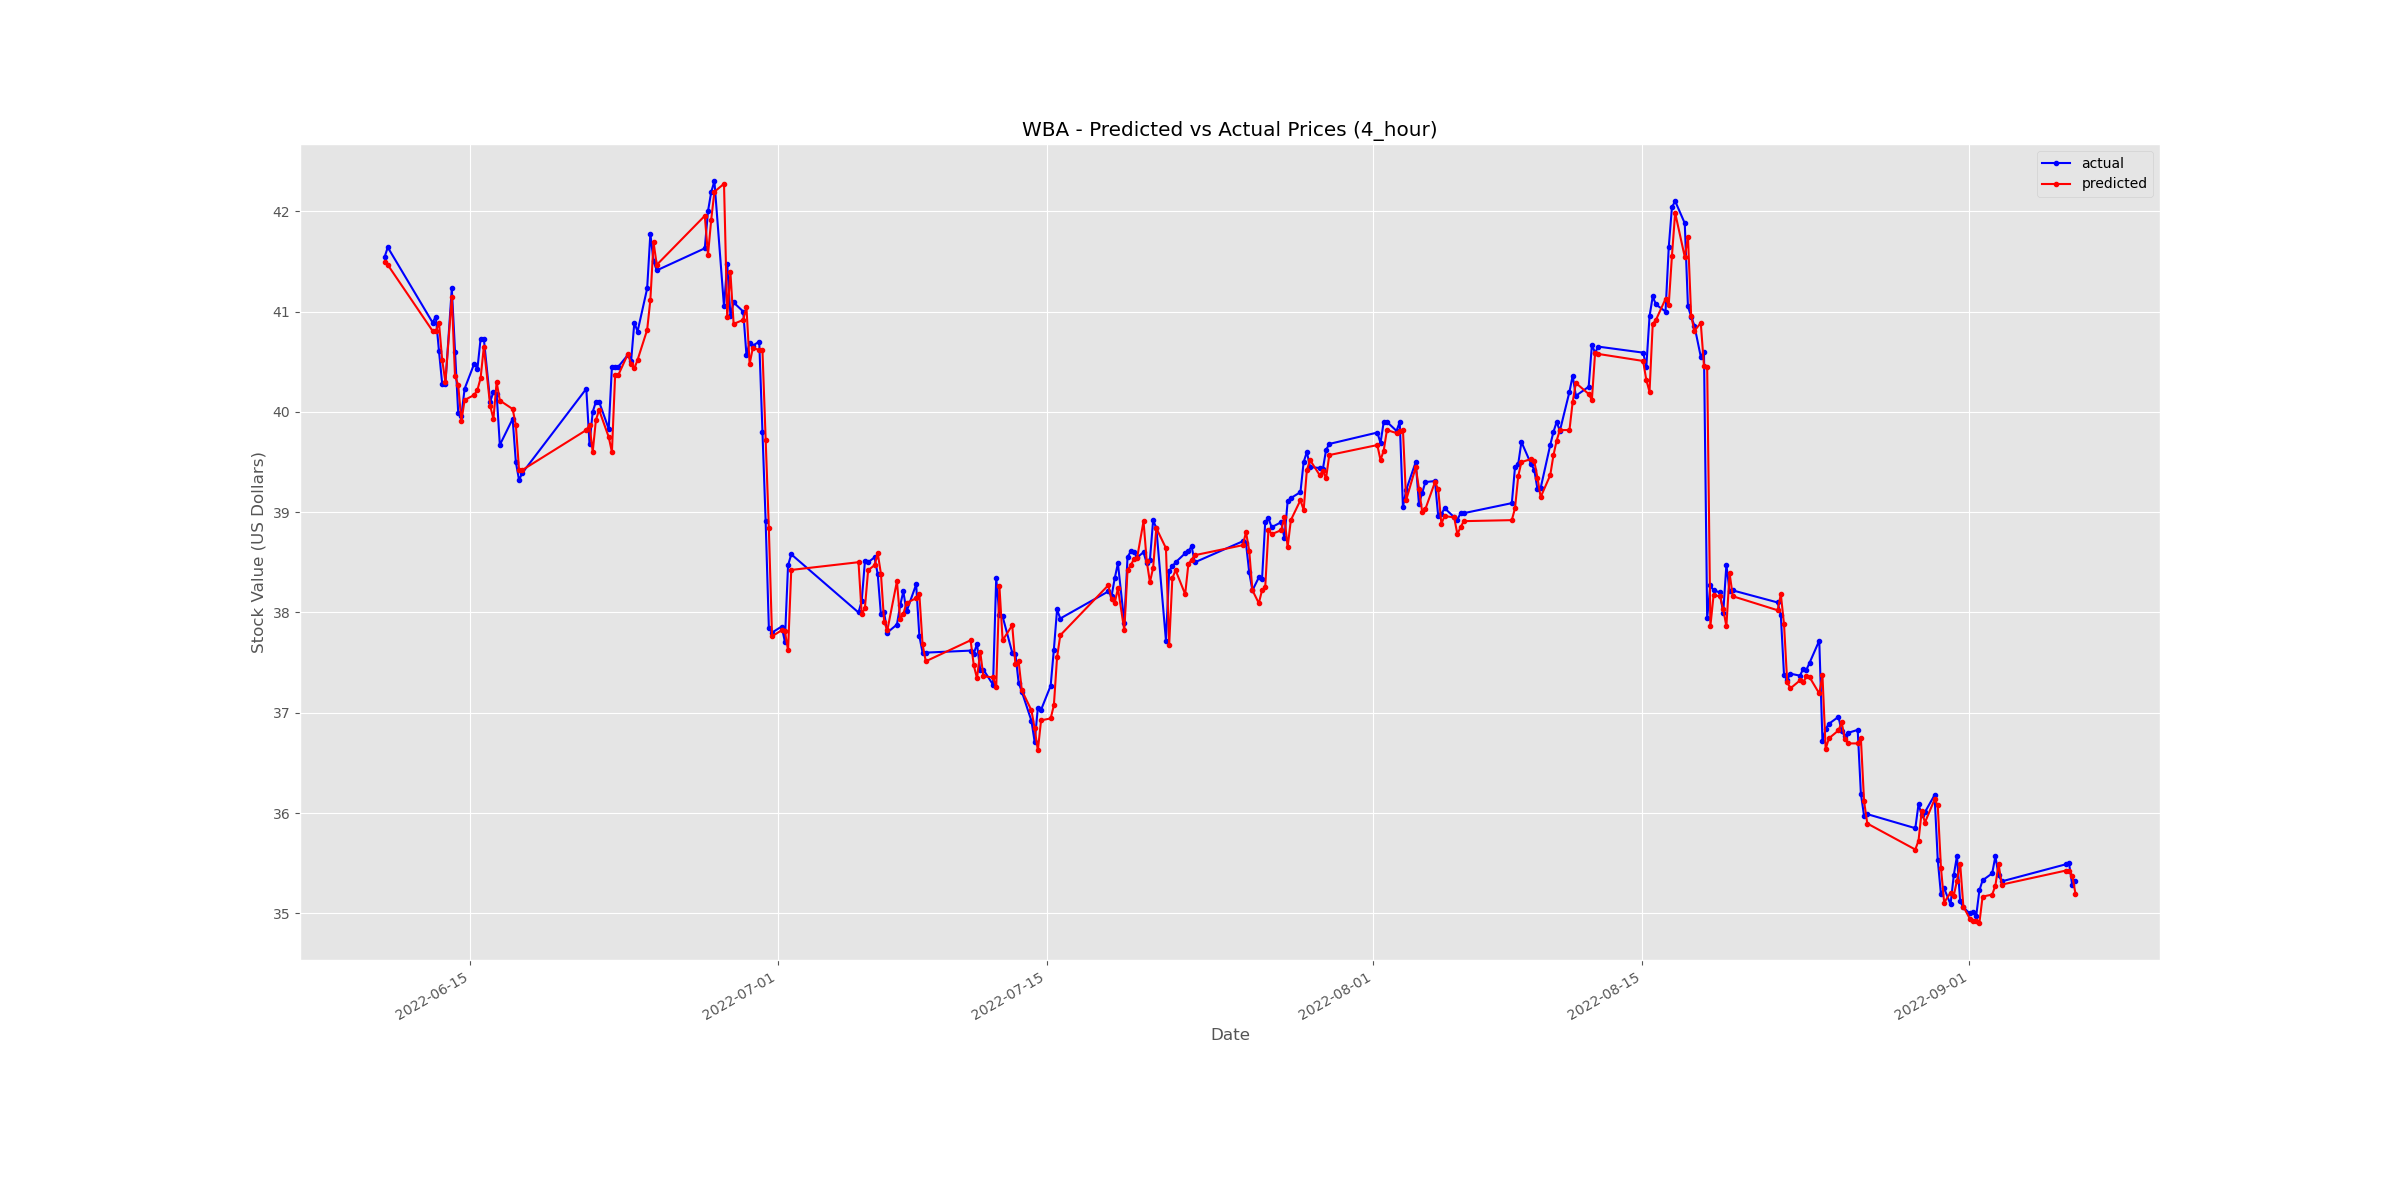 WBA - Predicted vs Actual Prices (4_hour)
actual
predicted
Stock Value (US Dollars)
42
41
40
39
38
37
36
35
2022-06-15
2022-07-01
2022-07-15
2022-08-01
2022-08-15
2022-09-01
Date